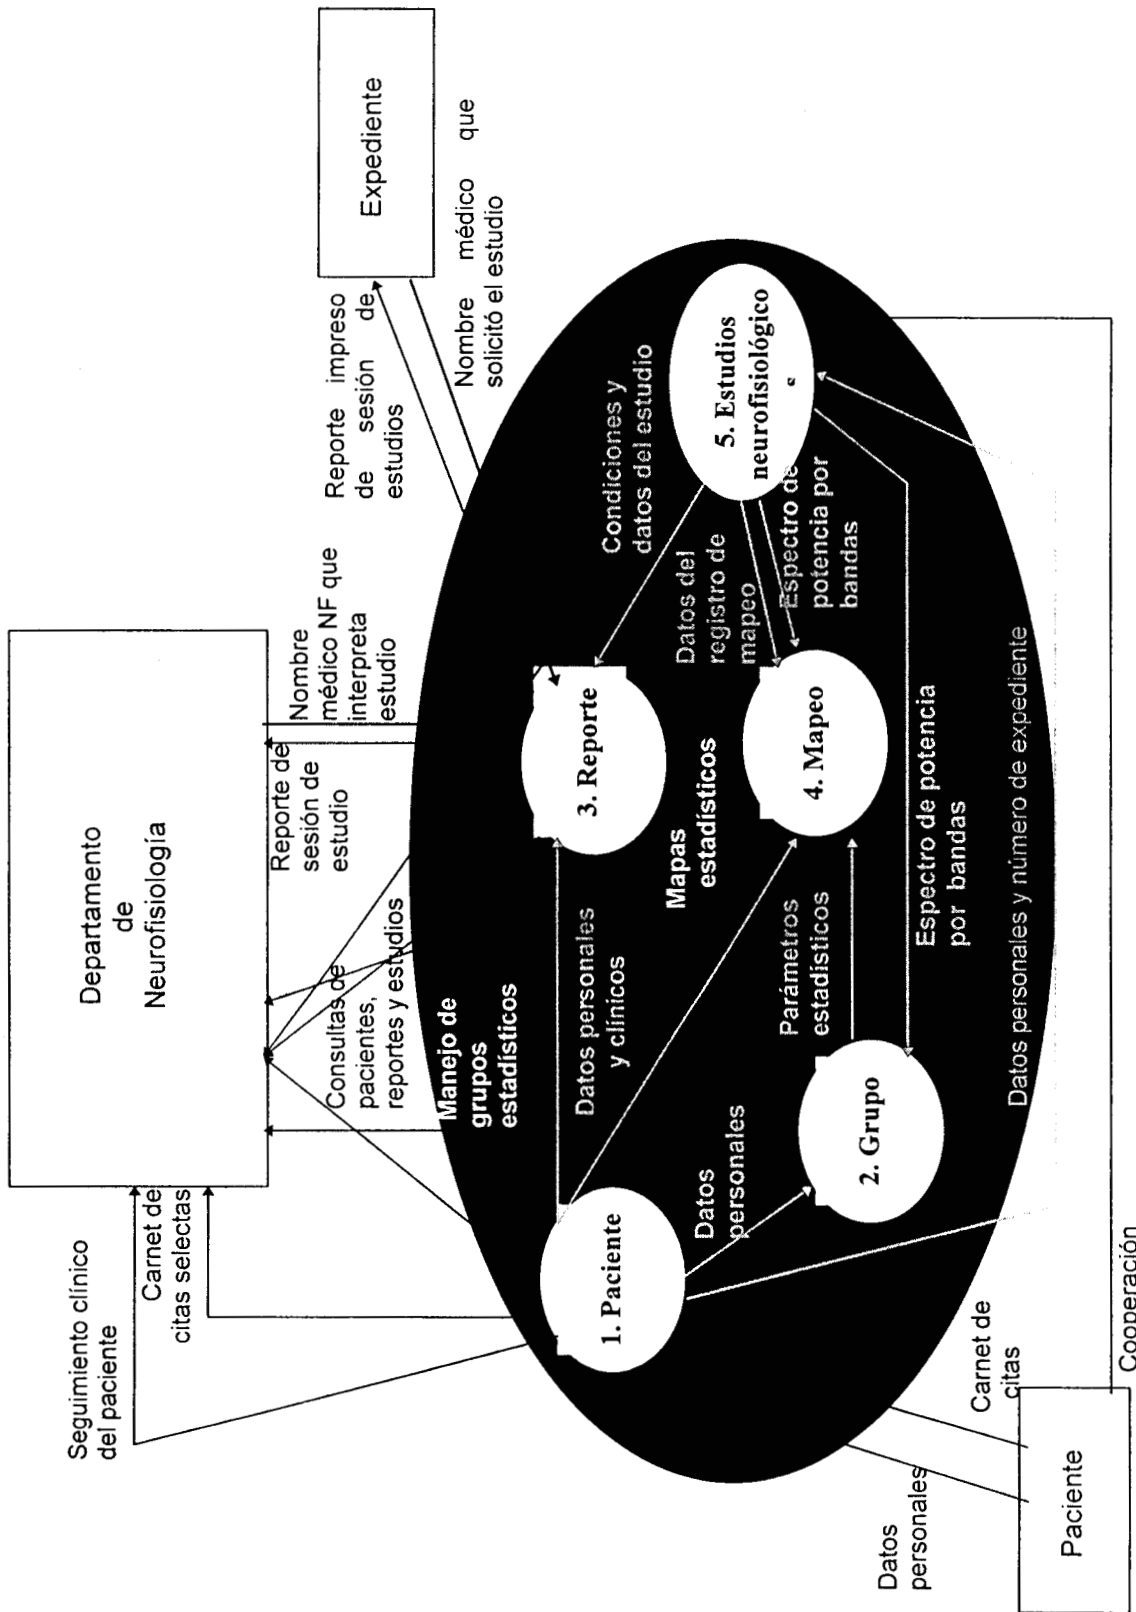 Departamento
de
Neurofisiología
Expediente
Paciente
Seguimiento clínico
del paciente
Carnet de
citas selectas
Consultas de
pacientes,
reportes y estudios
Reporte de
sesión de
estudio
Nombre
médico NF que
interpreta
estudio
Reporte impreso
de sesión de
estudios
Nombre médico que
solicitó el estudio
Manejo de
grupos
estadísticos
Datos personales
y clínicos
Mapas
estadísticos
Condiciones y
datos del estudio
Datos del
registro de
mapeo
Espectro de
potencia por
bandas
1. Paciente
2. Grupo
3. Reporte
4. Mapeo
5. Estudios
neurofisiológico
s
Datos
personales
Parámetros
estadísticos
Espectro de potencia
por bandas
Datos personales y número de expediente
Datos
personales
Carnet de
citas
Cooperación